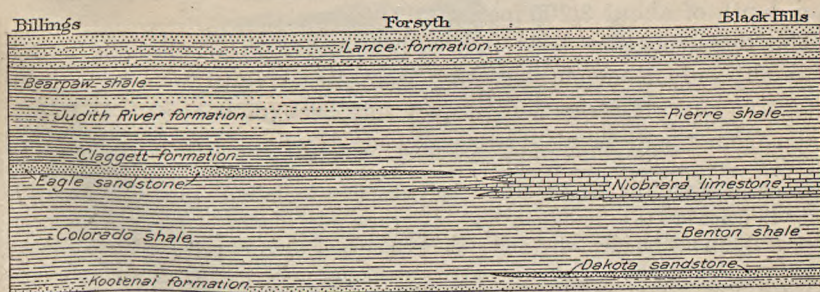 Billings
Forsyth
Black Hills
Lance formation
Bearpaw shale
Judith River formation
Pierre shale
Claggett formation
Eagle sandstone
Niobrara limestone
Colorado shale
Benton shale
Dakota sandstone
Kootenai formation